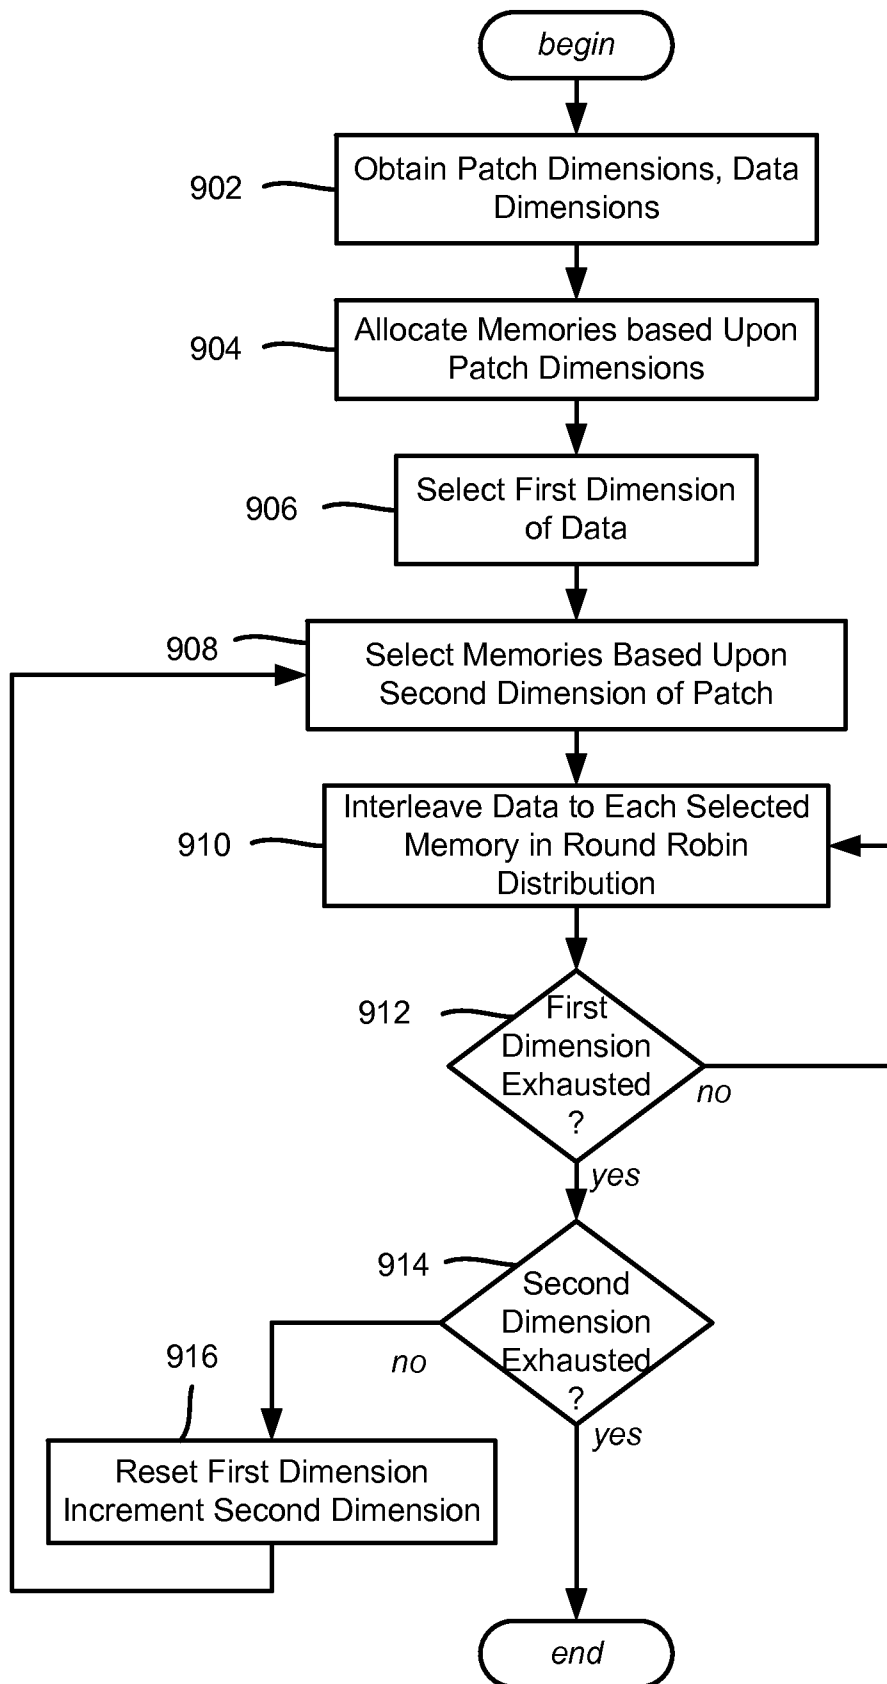 begin
902
Obtain Patch Dimensions, Data
Dimensions
904
Allocate Memories based Upon
Patch Dimensions
906
Select First Dimension
of Data
908
Select Memories Based Upon
Second Dimension of Patch
910
Interleave Data to Each Selected
Memory in Round Robin
Distribution
912
First
Dimension
Exhausted
?
no
yes
914
Second
Dimension
Exhausted
?
no
yes
916
Reset First Dimension
Increment Second Dimension
end